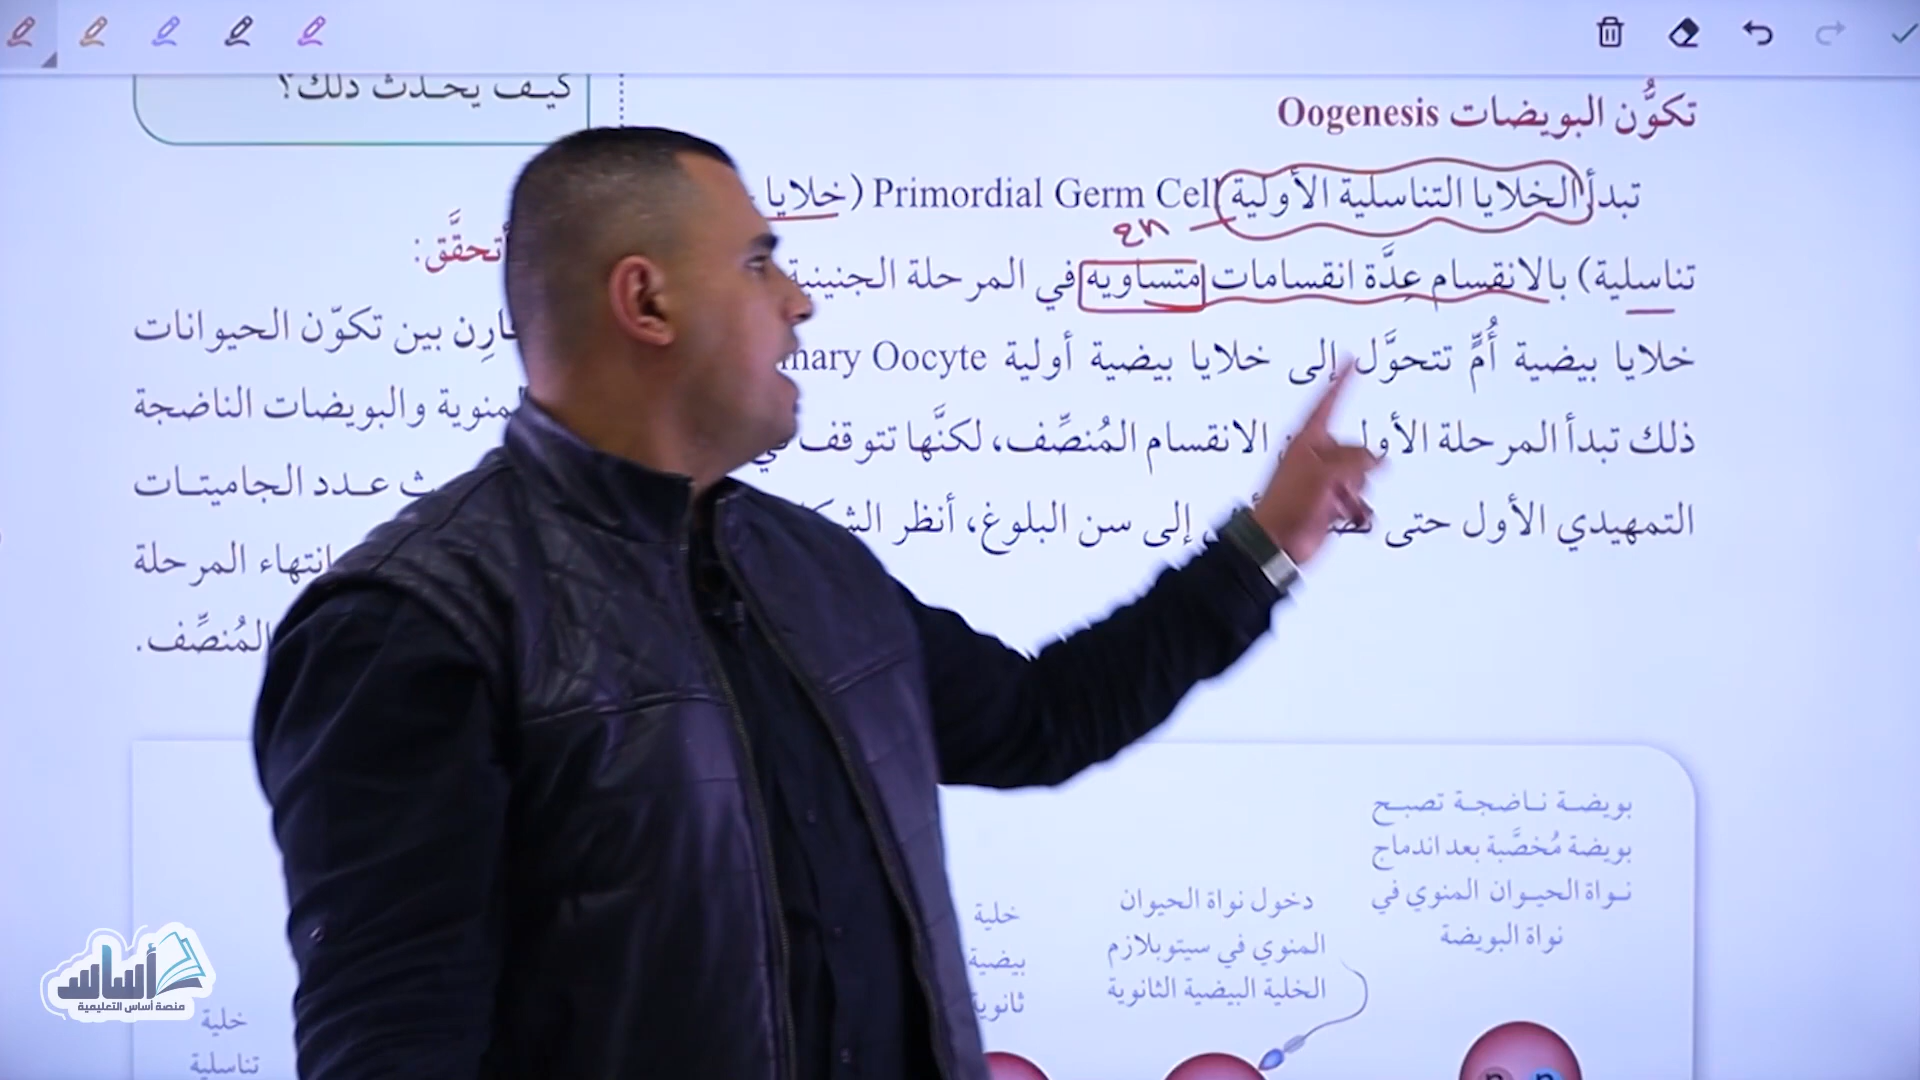 كيف يحدث ذلك؟
تكوُّن البويضات Oogenesis
تبدأ الخلايا التناسلية الأولية Primordial Germ Cell (خلايا
2n
تناسلية) بالانقسام عِدَّة انقسامات متساويه في المرحلة الجنينية
خلايا بيضية أُمٍّ تتحوَّل إلى خلايا بيضية أولية mary Oocyte
ذلك تبدأ المرحلة الأولى الانقسام المُنصِّف، لكنَّها تتوقف في
التمهيدي الأول حتى إلى سن البلوغ، أنظر
أتحقَّق:
قارِن بين تكوّن الحيوانات
المنوية والبويضات الناضجة
عدد الجاميتات
انتهاء المرحلة
المُنصِّف.
بويضة ناضجة تصبح
بويضة مُخصَّبة بعد اندماج
نواة الحيوان المنوي في
نواة البويضة
دخول نواة الحيوان
المنوي في سيتوبلازم
الخلية البيضية الثانوية
خلية
بيضية
ثانوية
خلية
تناسلية
n n
أساس
منصة أساس التعليمية